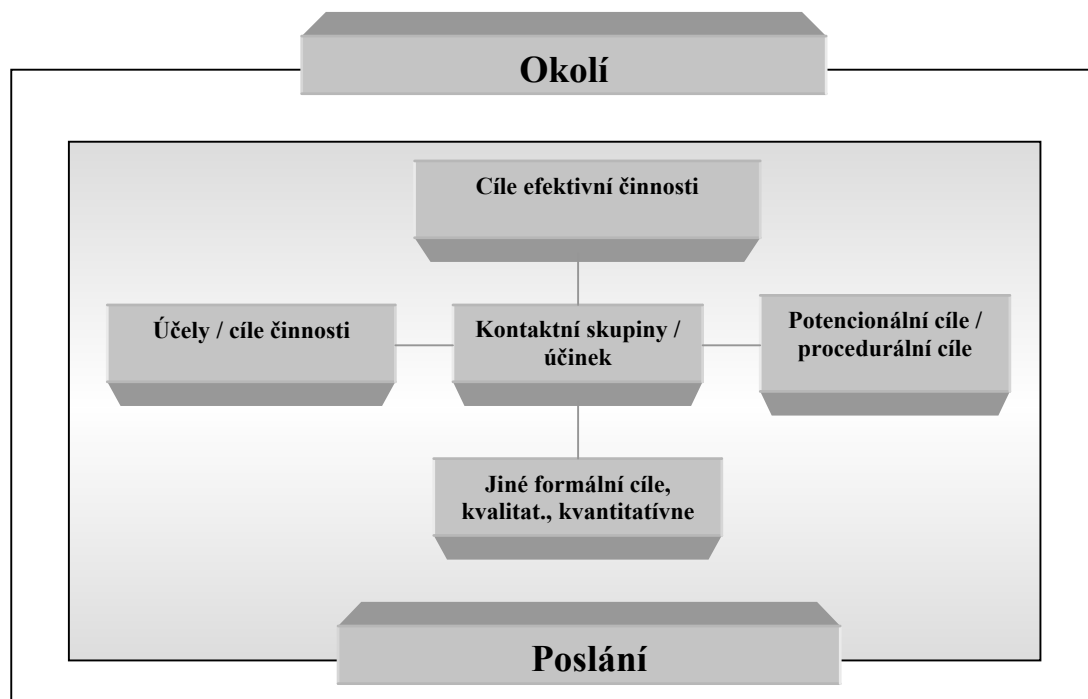 Okolí
Cíle efektivní činnosti
Účely / cíle činnosti
Kontaktní skupiny /
účinek
Potencionální cíle /
procedurální cíle
Jiné formální cíle,
kvalitat., kvantitatívne
Poslání